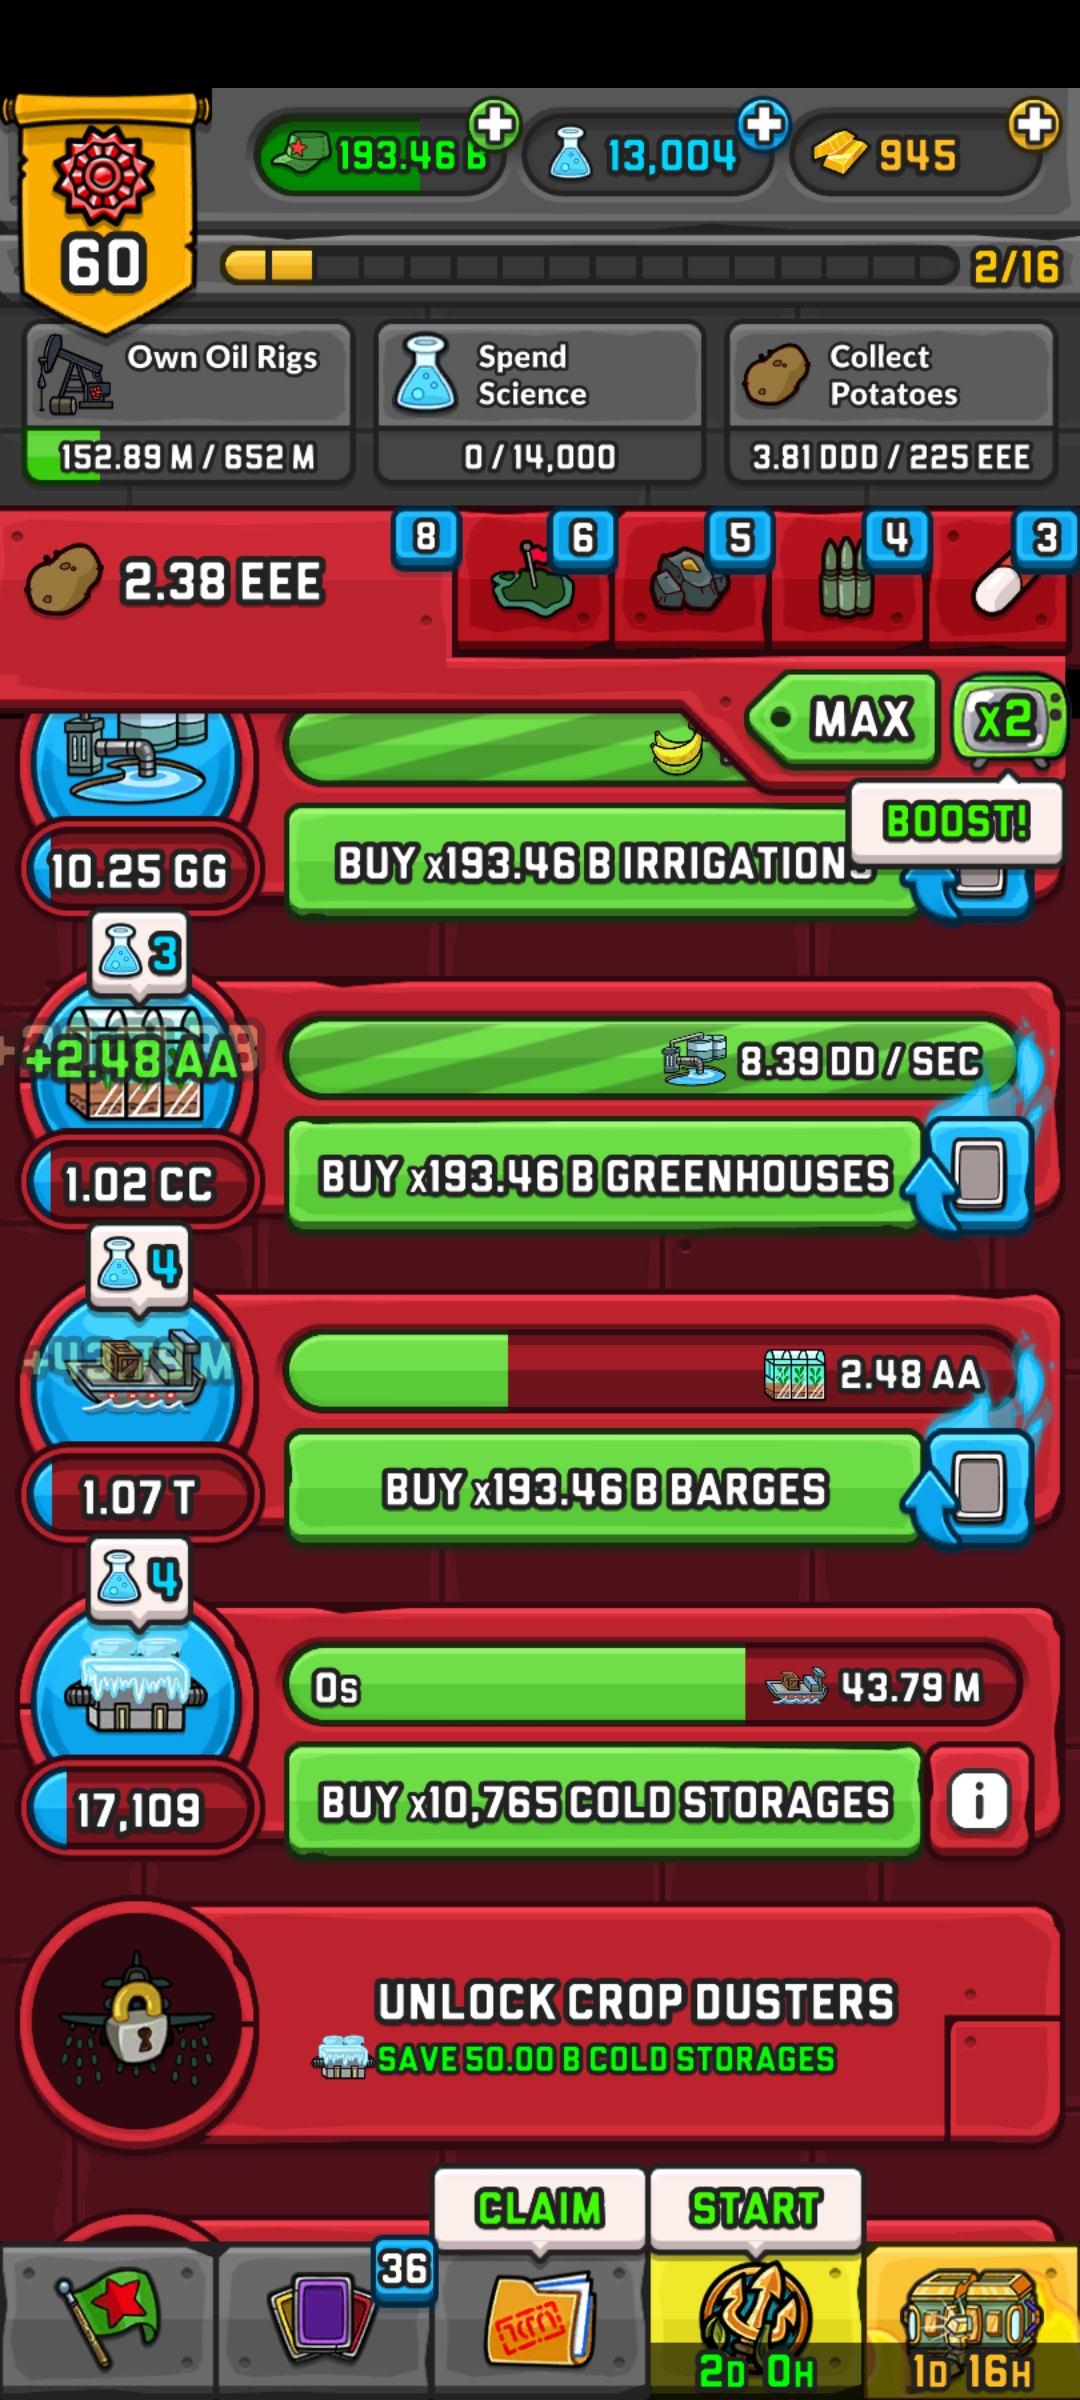 193.46 B
13,004
945
60
2/16
Own Oil Rigs
152.89 M / 652 M
Spend
Science
0 / 14,000
Collect
Potatoes
3.81 DDD / 225 EEE
2.38 EEE
8
6
5
4
3
MAX
x2
BOOST!
10.25 GG
BUY x193.46 B IRRIGATIONS
3
+2.48 AA
8.39 DD / SEC
1.02 CC
BUY x193.46 B GREENHOUSES
4
+43.79 M
2.48 AA
1.07 T
BUY x193.46 B BARGES
4
0s
43.79 M
17,109
BUY x10,765 COLD STORAGES
i
UNLOCK CROP DUSTERS
SAVE 50.00 B COLD STORAGES
CLAIM
START
36
2D 0H
1D 16H